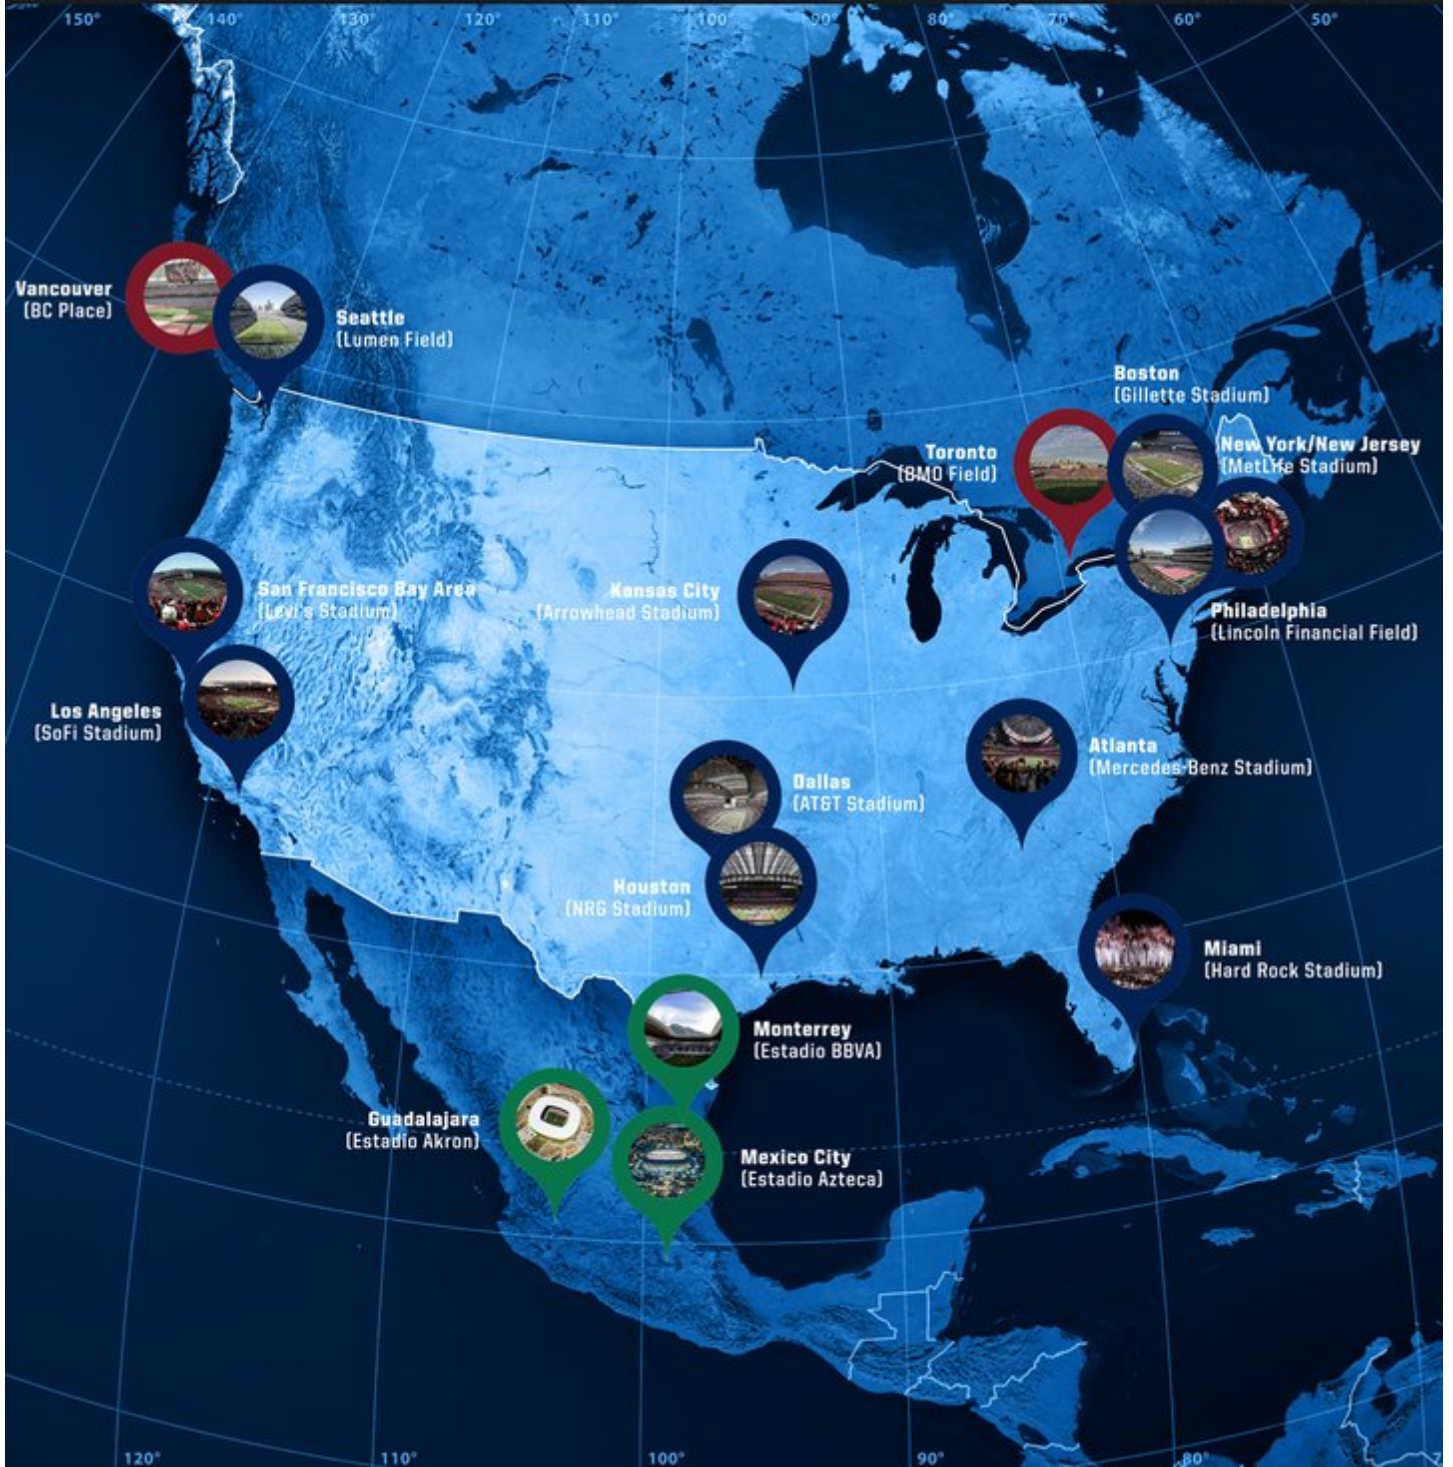 150°
140°
130°
120°
110°
100°
90°
80°
70°
60°
50°
Vancouver
(BC Place)
Seattle
(Lumen Field)
Boston
(Gillette Stadium)
Toronto
(BMO Field)
New York/New Jersey
(MetLife Stadium)
San Francisco Bay Area
(Levi's Stadium)
Kansas City
(Arrowhead Stadium)
Philadelphia
(Lincoln Financial Field)
Los Angeles
(SoFi Stadium)
Atlanta
(Mercedes-Benz Stadium)
Dallas
(AT&T Stadium)
Houston
(NRG Stadium)
Miami
(Hard Rock Stadium)
Monterrey
(Estadio BBVA)
Guadalajara
(Estadio Akron)
Mexico City
(Estadio Azteca)
120°
110°
100°
90°
80°